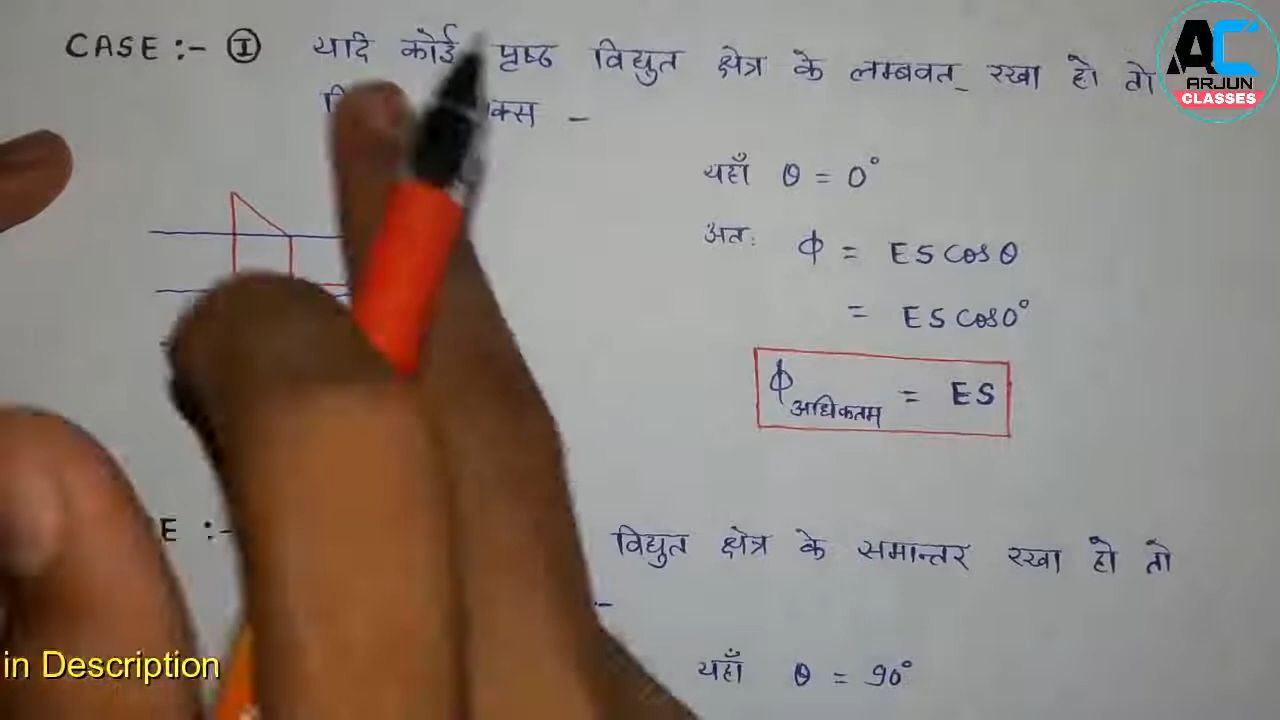 CASE :- I यदि कोई पृष्ठ विद्युत क्षेत्र के लम्बवत् रखा हो तो
AC
ARJUN
CLASSES
यहाँ θ = 0°
अतः ϕ = ES cos θ
= ES cos 0°
ϕ अधिकतम = ES
विद्युत क्षेत्र के समान्तर रखा हो तो
in Description
यहाँ θ = 90°